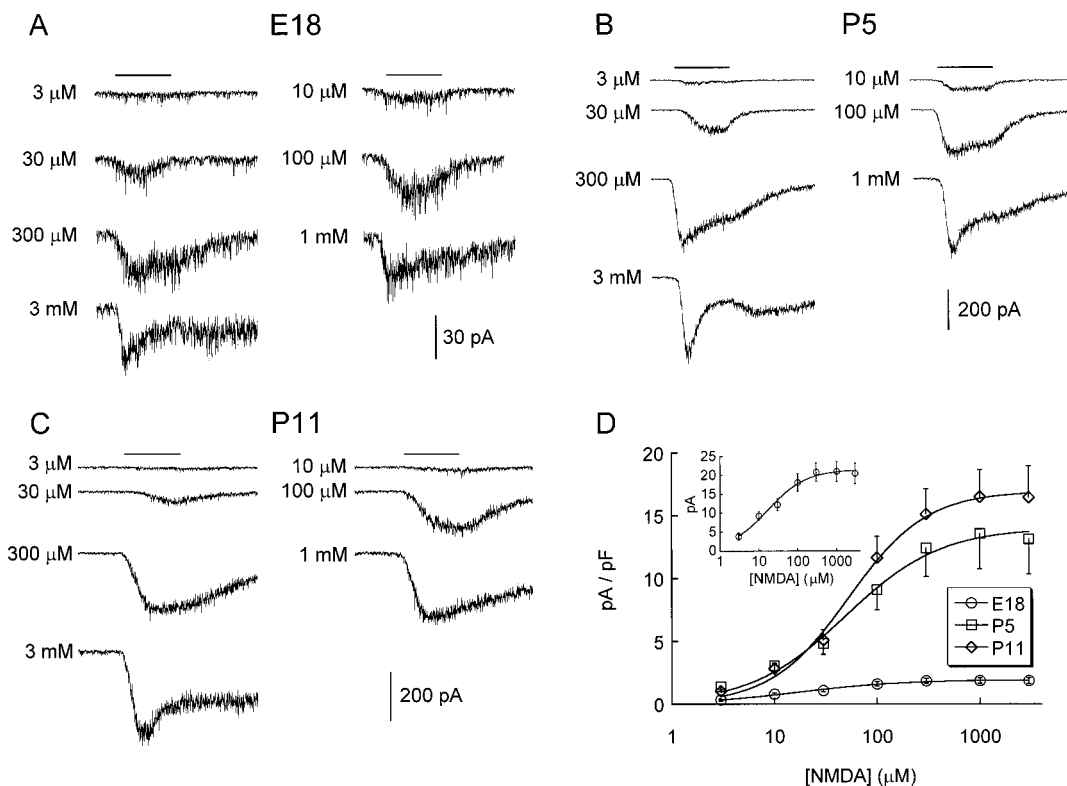 A E18
3 µM
10 µM
30 µM
100 µM
300 µM
1 mM
3 mM
30 pA
B P5
3 µM
10 µM
30 µM
100 µM
300 µM
1 mM
3 mM
200 pA
C P11
3 µM
10 µM
30 µM
100 µM
300 µM
1 mM
3 mM
200 pA
D
20
15
10
5
0
pA / pF
1 10 100 1000
[NMDA] (µM)
25
20
15
10
5
0
pA
1 10 100 1000
[NMDA] (µM)
E18
P5
P11